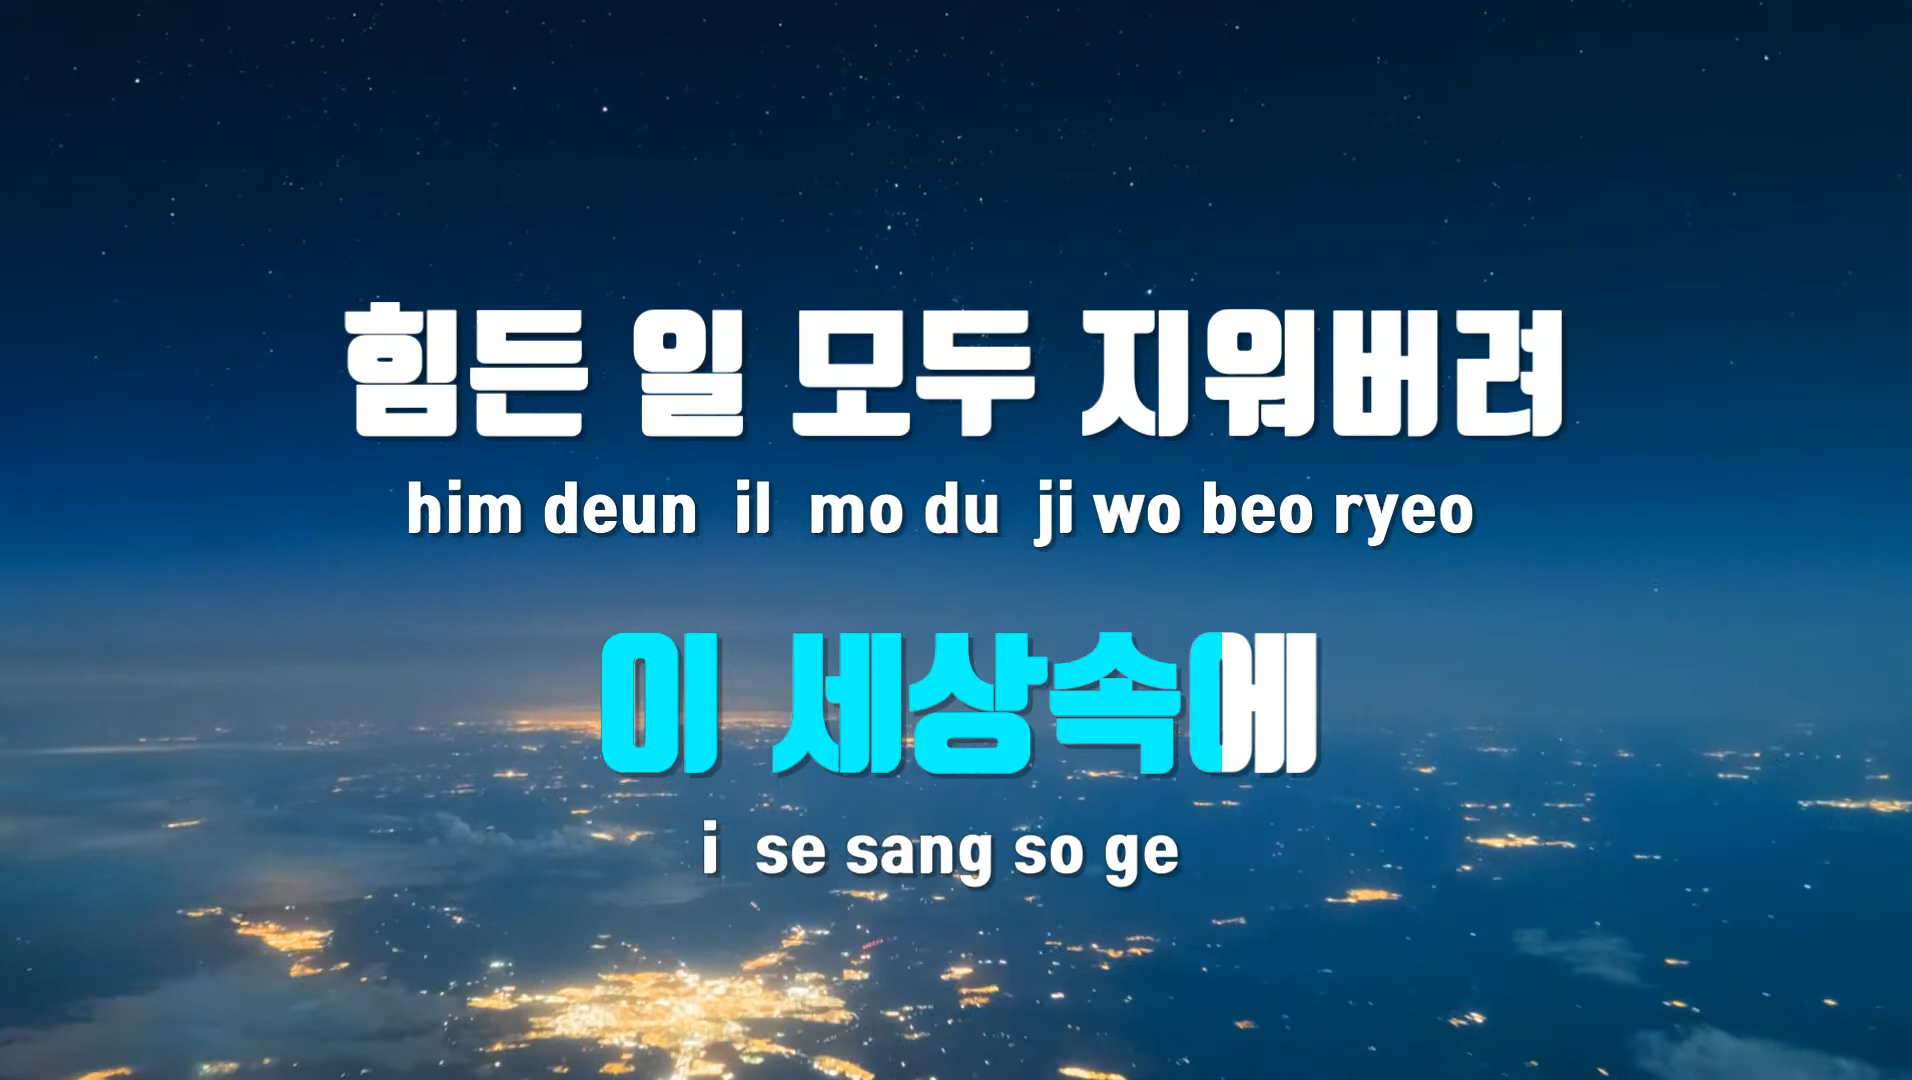 힘든 일 모두 지워버려
him deun il mo du ji wo beo ryeo
이 세상속에
i se sang so ge